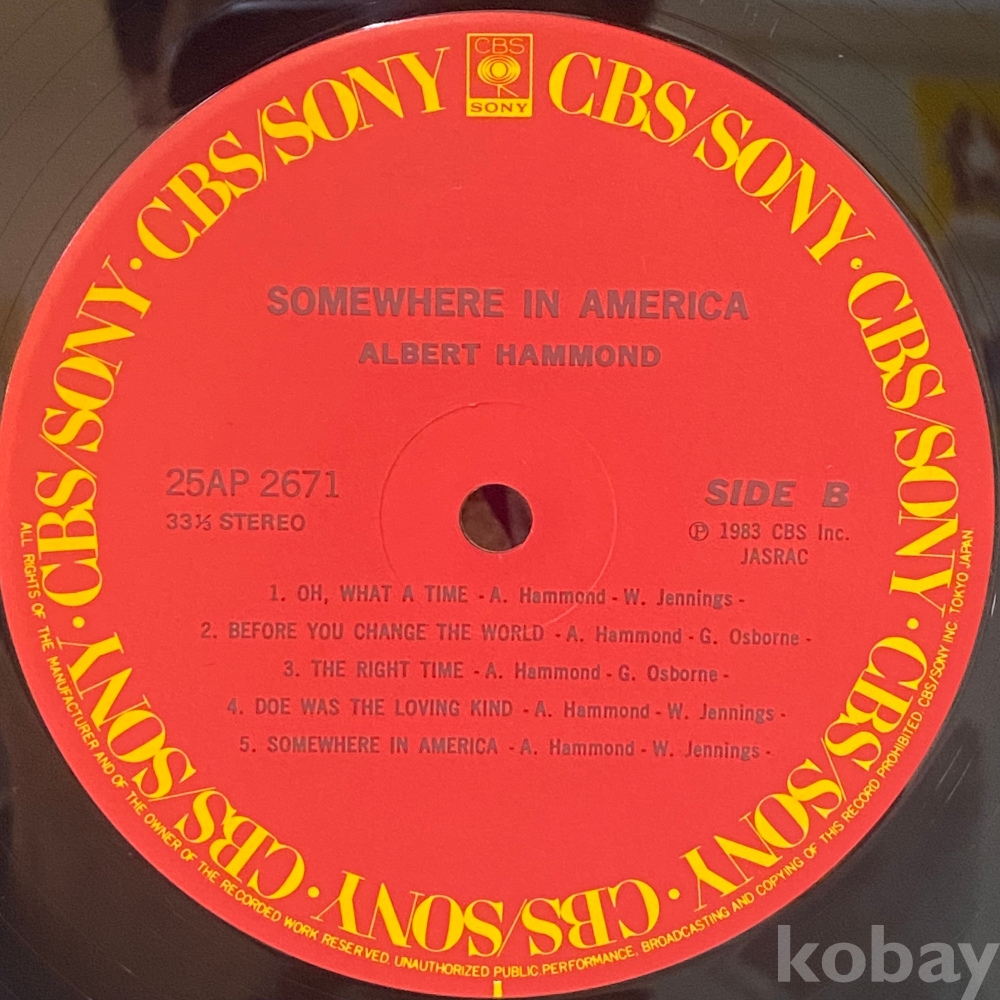 CBS
SONY
CBS/SONY · CBS/SONY · CBS/SONY · CBS/SONY · CBS/SONY · CBS/SONY · CBS/SONY · CBS/SONY
SOMEWHERE IN AMERICA
ALBERT HAMMOND
25AP 2671
33⅓ STEREO
SIDE B
Ⓟ 1983 CBS Inc.
JASRAC
1. OH, WHAT A TIME - A. Hammond - W. Jennings -
2. BEFORE YOU CHANGE THE WORLD - A. Hammond - G. Osborne -
3. THE RIGHT TIME - A. Hammond - G. Osborne -
4. DOE WAS THE LOVING KIND - A. Hammond - W. Jennings -
5. SOMEWHERE IN AMERICA - A. Hammond - W. Jennings -
ALL RIGHTS OF THE MANUFACTURER AND OF THE OWNER OF THE RECORDED WORK RESERVED. UNAUTHORIZED PUBLIC PERFORMANCE, BROADCASTING AND COPYING OF THIS RECORD PROHIBITED. CBS/SONY INC. TOKYO JAPAN
kobay